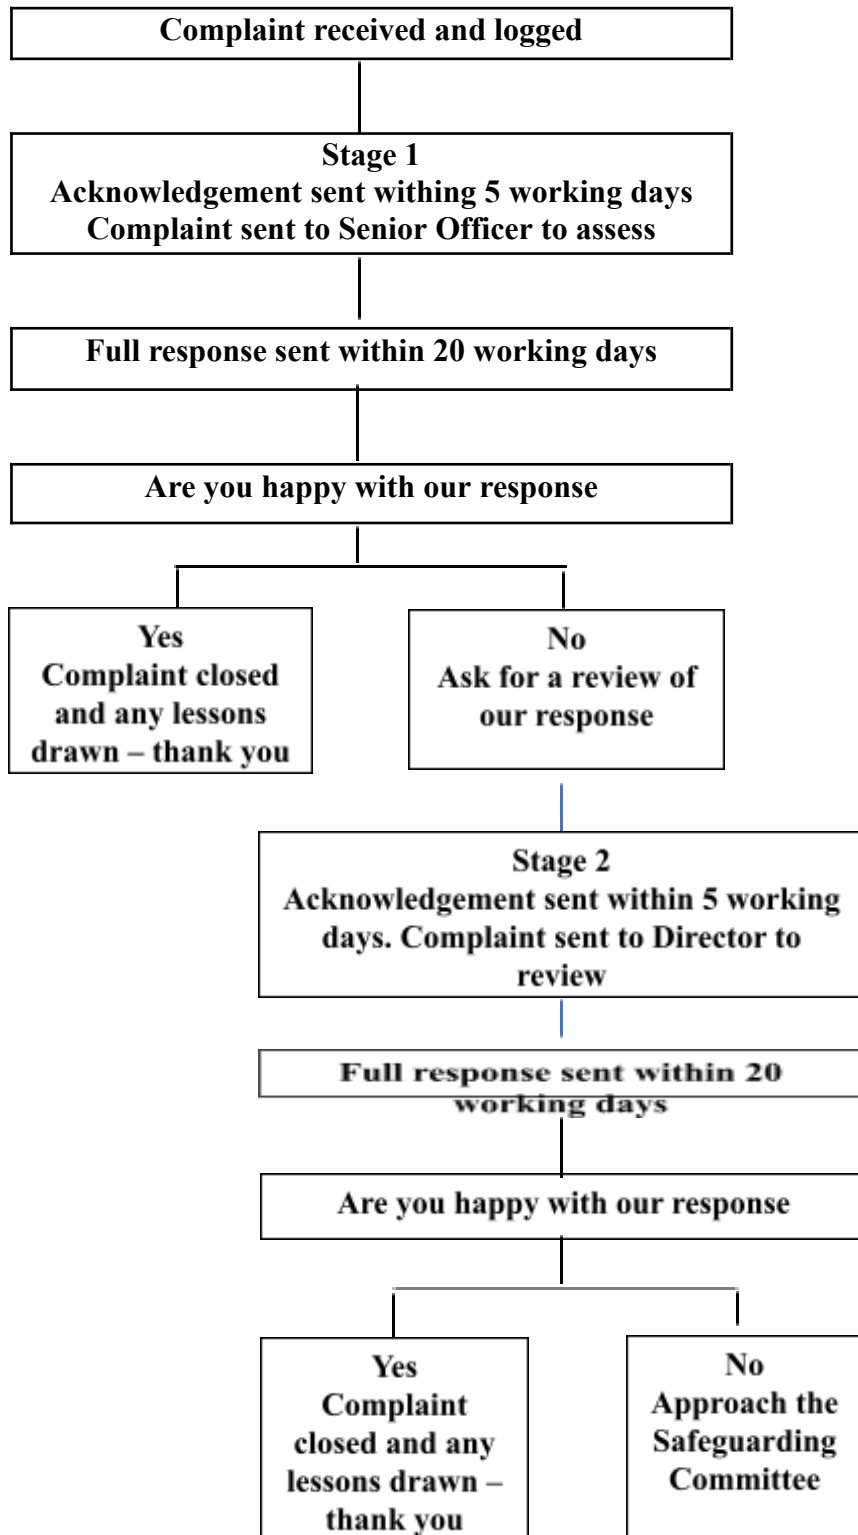 Complaint received and logged
Stage 1
Acknowledgement sent withing 5 working days
Complaint sent to Senior Officer to assess
Full response sent within 20 working days
Are you happy with our response
Yes
Complaint closed
and any lessons
drawn – thank you
No
Ask for a review of
our response
Stage 2
Acknowledgement sent within 5 working
days. Complaint sent to Director to
review
Full response sent within 20
working days
Are you happy with our response
Yes
Complaint
closed and any
lessons drawn –
thank you
No
Approach the
Safeguarding
Committee